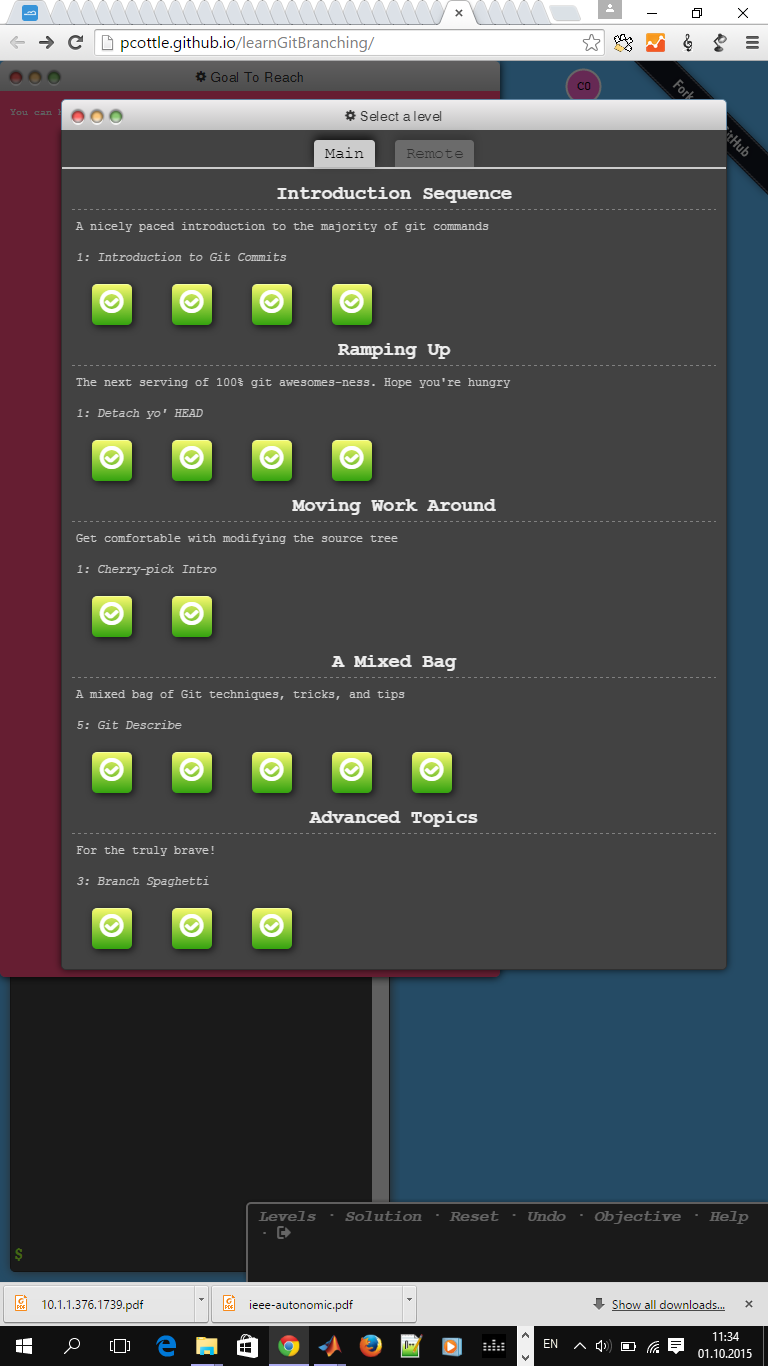 pcottle.github.io/learnGitBranching/
Goal To Reach
C0
Fork
GitHub
You can
Select a level
Main
Remote
Introduction Sequence
A nicely paced introduction to the majority of git commands
1: Introduction to Git Commits
Ramping Up
The next serving of 100% git awesomes-ness. Hope you're hungry
1: Detach yo' HEAD
Moving Work Around
Get comfortable with modifying the source tree
1: Cherry-pick Intro
A Mixed Bag
A mixed bag of Git techniques, tricks, and tips
5: Git Describe
Advanced Topics
For the truly brave!
3: Branch Spaghetti
Levels · Solution · Reset · Undo · Objective · Help
·
$
10.1.1.376.1739.pdf
ieee-autonomic.pdf
Show all downloads...
EN
11:34
01.10.2015